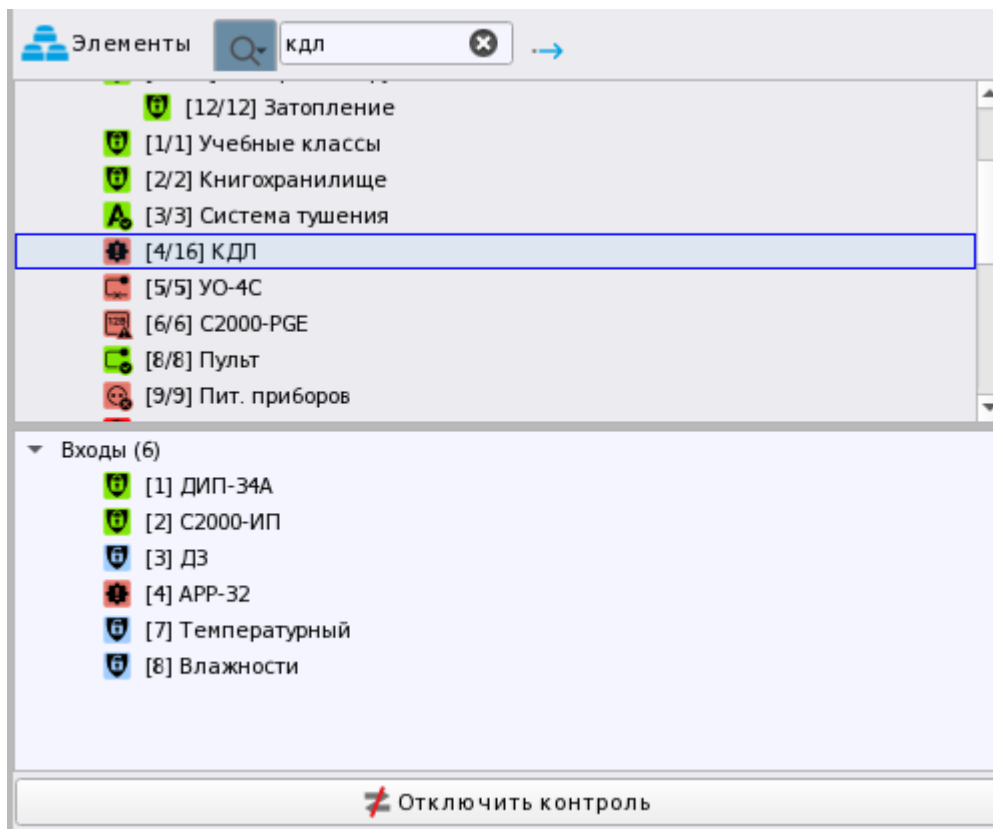 Элементы кдл
[12/12] Затопление
[1/1] Учебные классы
[2/2] Книгохранилище
[3/3] Система тушения
[4/16] КДЛ
[5/5] УО-4С
[6/6] С2000-PGE
[8/8] Пульт
[9/9] Пит. приборов
Входы (6)
[1] ДИП-34А
[2] С2000-ИП
[3] ДЗ
[4] АРР-32
[7] Температурный
[8] Влажности
Отключить контроль